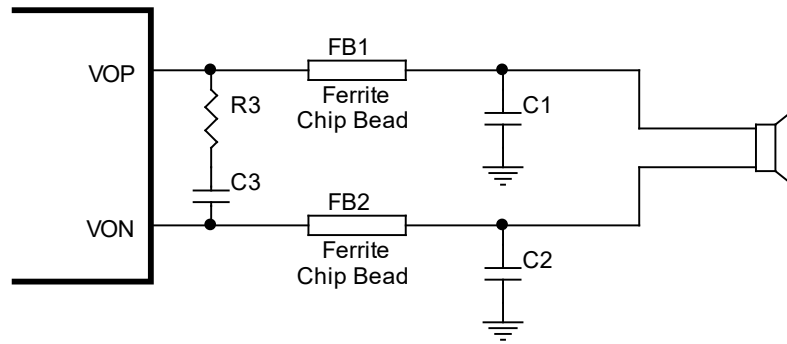 FB1
VOP
R3
Ferrite
Chip Bead
C1
C3
FB2
VON
Ferrite
Chip Bead
C2